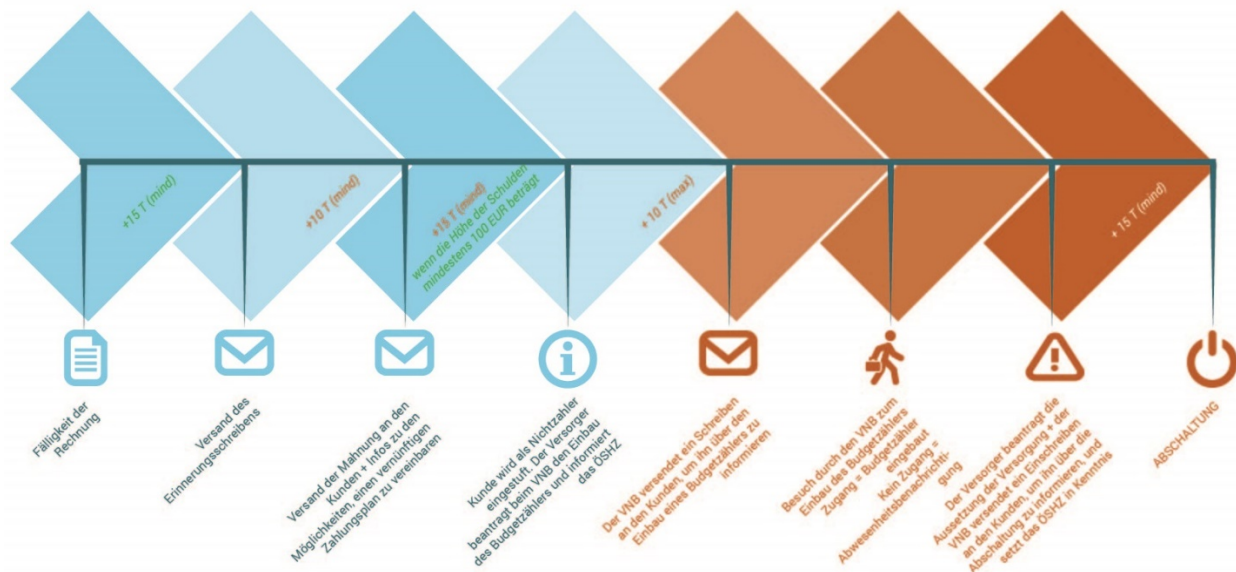 +15 T (mind)
+10 T (mind)
+15 T (mind)
wenn die Höhe der Schulden
mindestens 100 EUR beträgt
+ 10 T (max)
+ 15 T (mind)
Fälligkeit der
Rechnung
Versand des
Erinnerungsschreibens
Versand der Mahnung an den
Kunden + Infos zu den
Möglichkeiten, einen vernünftigen
Zahlungsplan zu vereinbaren
Kunde wird als Nichtzahler
eingestuft. Der Versorger
beantragt beim VNB den Einbau
des Budgetzählers und informiert
das ÖSHZ
Der VNB versendet ein Schreiben
an den Kunden, um ihn über den
Einbau eines Budgetzählers zu
informieren
Besuch durch den VNB zum
Einbau des Budgetzählers
Zugang = Budgetzähler
eingebaut
Kein Zugang =
Abwesenheitsbenachrichti-
gung
Der Versorger beantragt die
Aussetzung der Versorgung + der
VNB versendet ein Einschreiben
an den Kunden, um ihn über die
Abschaltung zu informieren, und
setzt das ÖSHZ in Kenntnis
ABSCHALTUNG